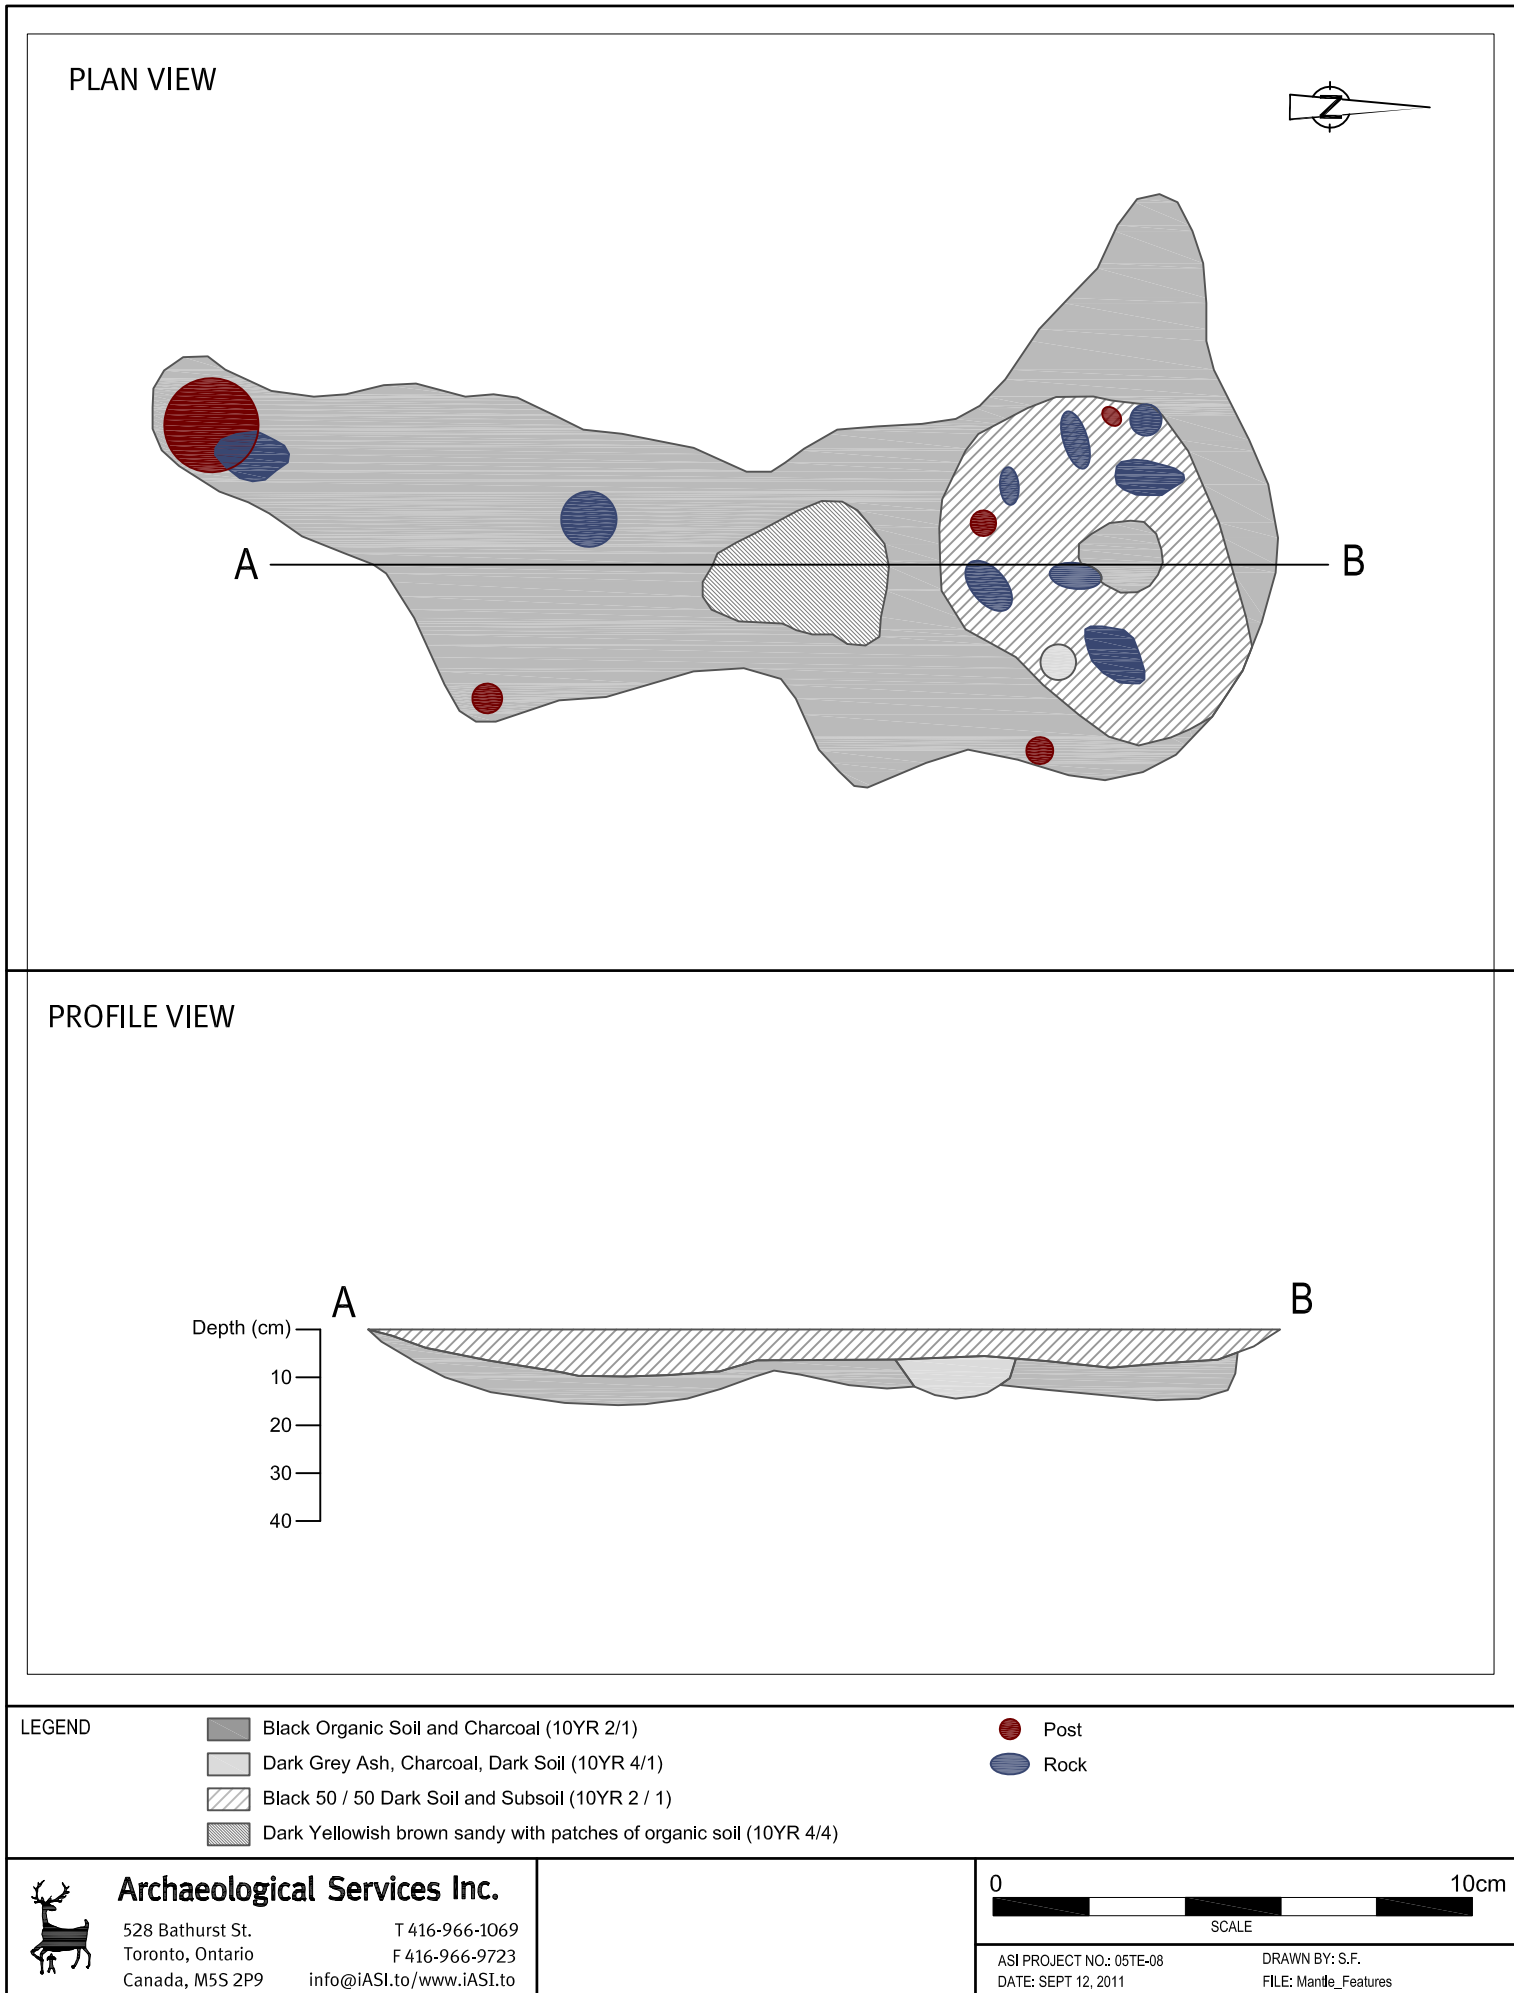 PLAN VIEW
N
A
B
PROFILE VIEW
A
B
Depth (cm)
10
20
30
40
LEGEND
Black Organic Soil and Charcoal (10YR 2/1)
Dark Grey Ash, Charcoal, Dark Soil (10YR 4/1)
Black 50 / 50 Dark Soil and Subsoil (10YR 2 / 1)
Dark Yellowish brown sandy with patches of organic soil (10YR 4/4)
Post
Rock
Archaeological Services Inc.
528 Bathurst St. T 416-966-1069
Toronto, Ontario F 416-966-9723
Canada, M5S 2P9 info@iASI.to/www.iASI.to
0 10cm
SCALE
ASI PROJECT NO.: 05TE-08 DRAWN BY: S.F.
DATE: SEPT 12, 2011 FILE: Mantle_Features